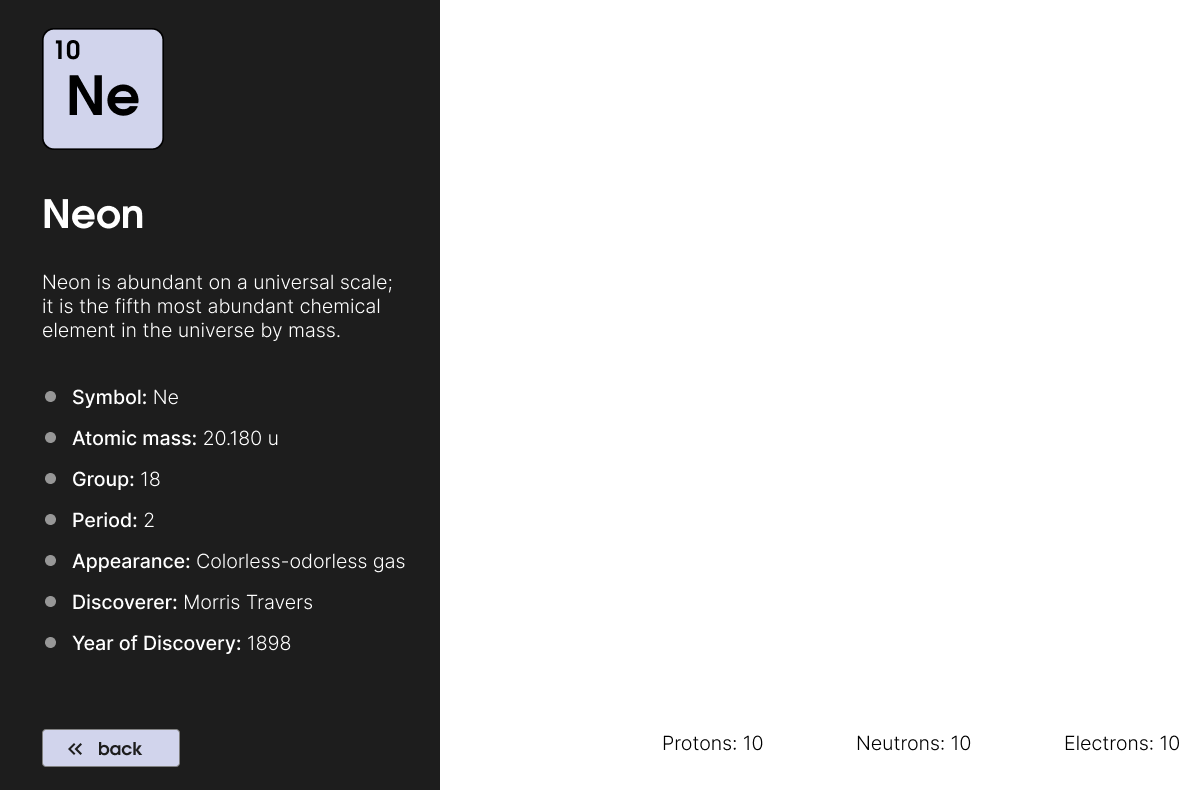 10
Ne
Neon
Neon is abundant on a universal scale;
it is the fifth most abundant chemical
element in the universe by mass.
Symbol: Ne
Atomic mass: 20.180 u
Group: 18
Period: 2
Appearance: Colorless-odorless gas
Discoverer: Morris Travers
Year of Discovery: 1898
back
Protons: 10
Neutrons: 10
Electrons: 10